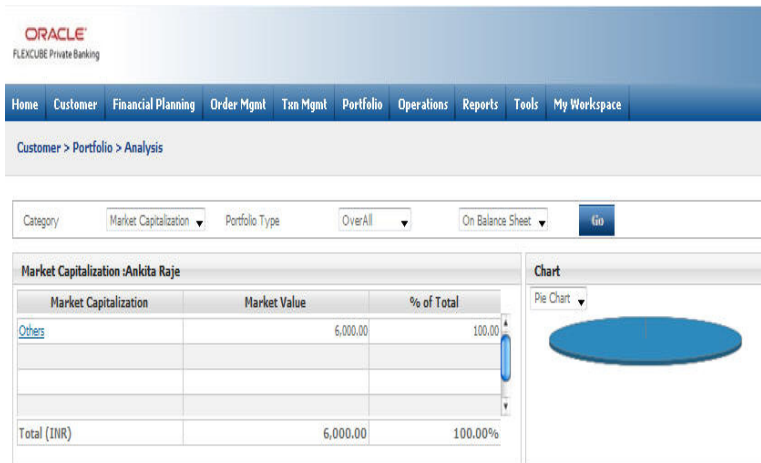 ORACLE®
FLEXCUBE Private Banking
Home Customer Financial Planning Order Mgmt Txn Mgmt Portfolio Operations Reports Tools My Workspace
Customer > Portfolio > Analysis
Category Market Capitalization Portfolio Type OverAll On Balance Sheet Go
Market Capitalization :Ankita Raje
Market Capitalization Market Value % of Total
Others 6,000.00 100.00
Total (INR) 6,000.00 100.00%
Chart
Pie Chart